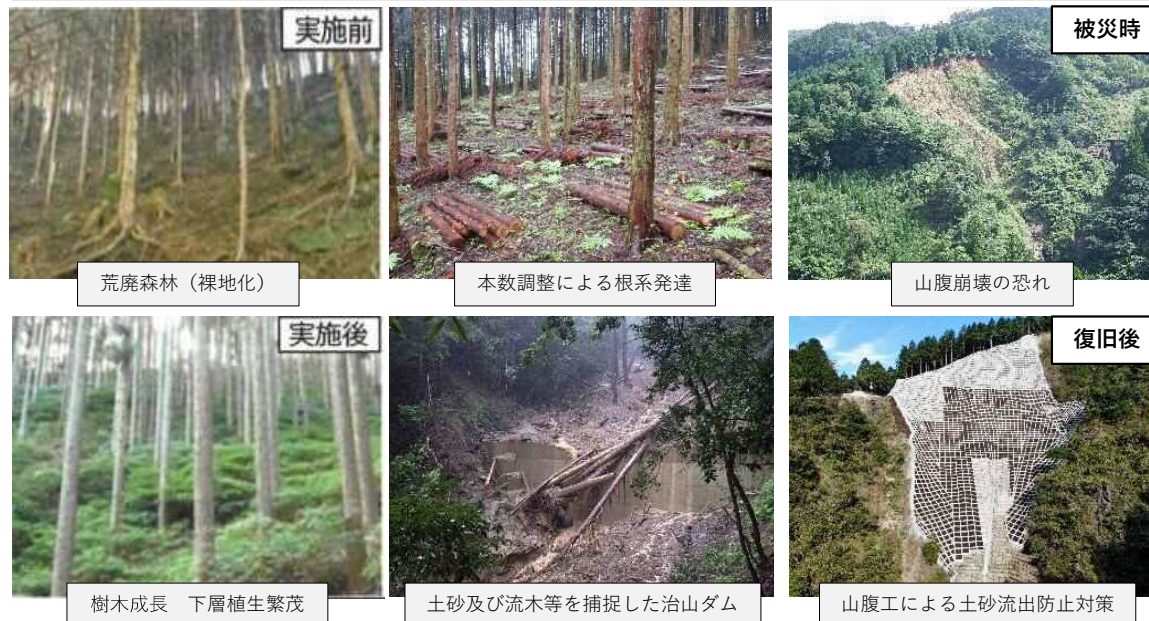 実施前
被災時
荒廃森林（裸地化）
本数調整による根系発達
山腹崩壊の恐れ
実施後
復旧後
樹木成長　下層植生繁茂
土砂及び流木等を捕捉した治山ダム
山腹工による土砂流出防止対策